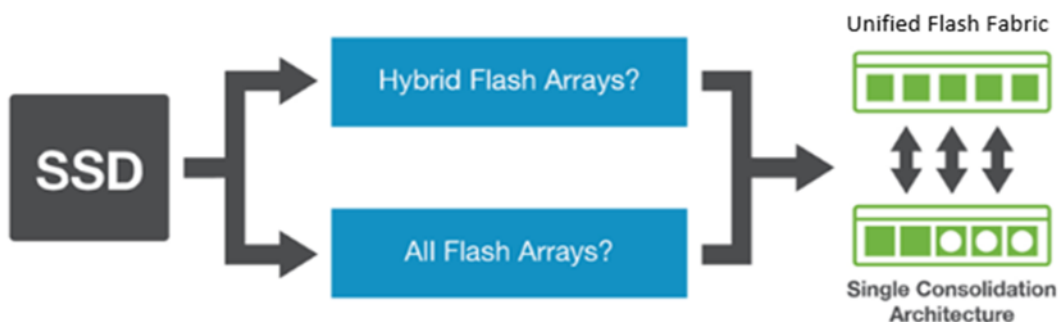 Unified Flash Fabric
SSD
Hybrid Flash Arrays?
All Flash Arrays?
Single Consolidation
Architecture